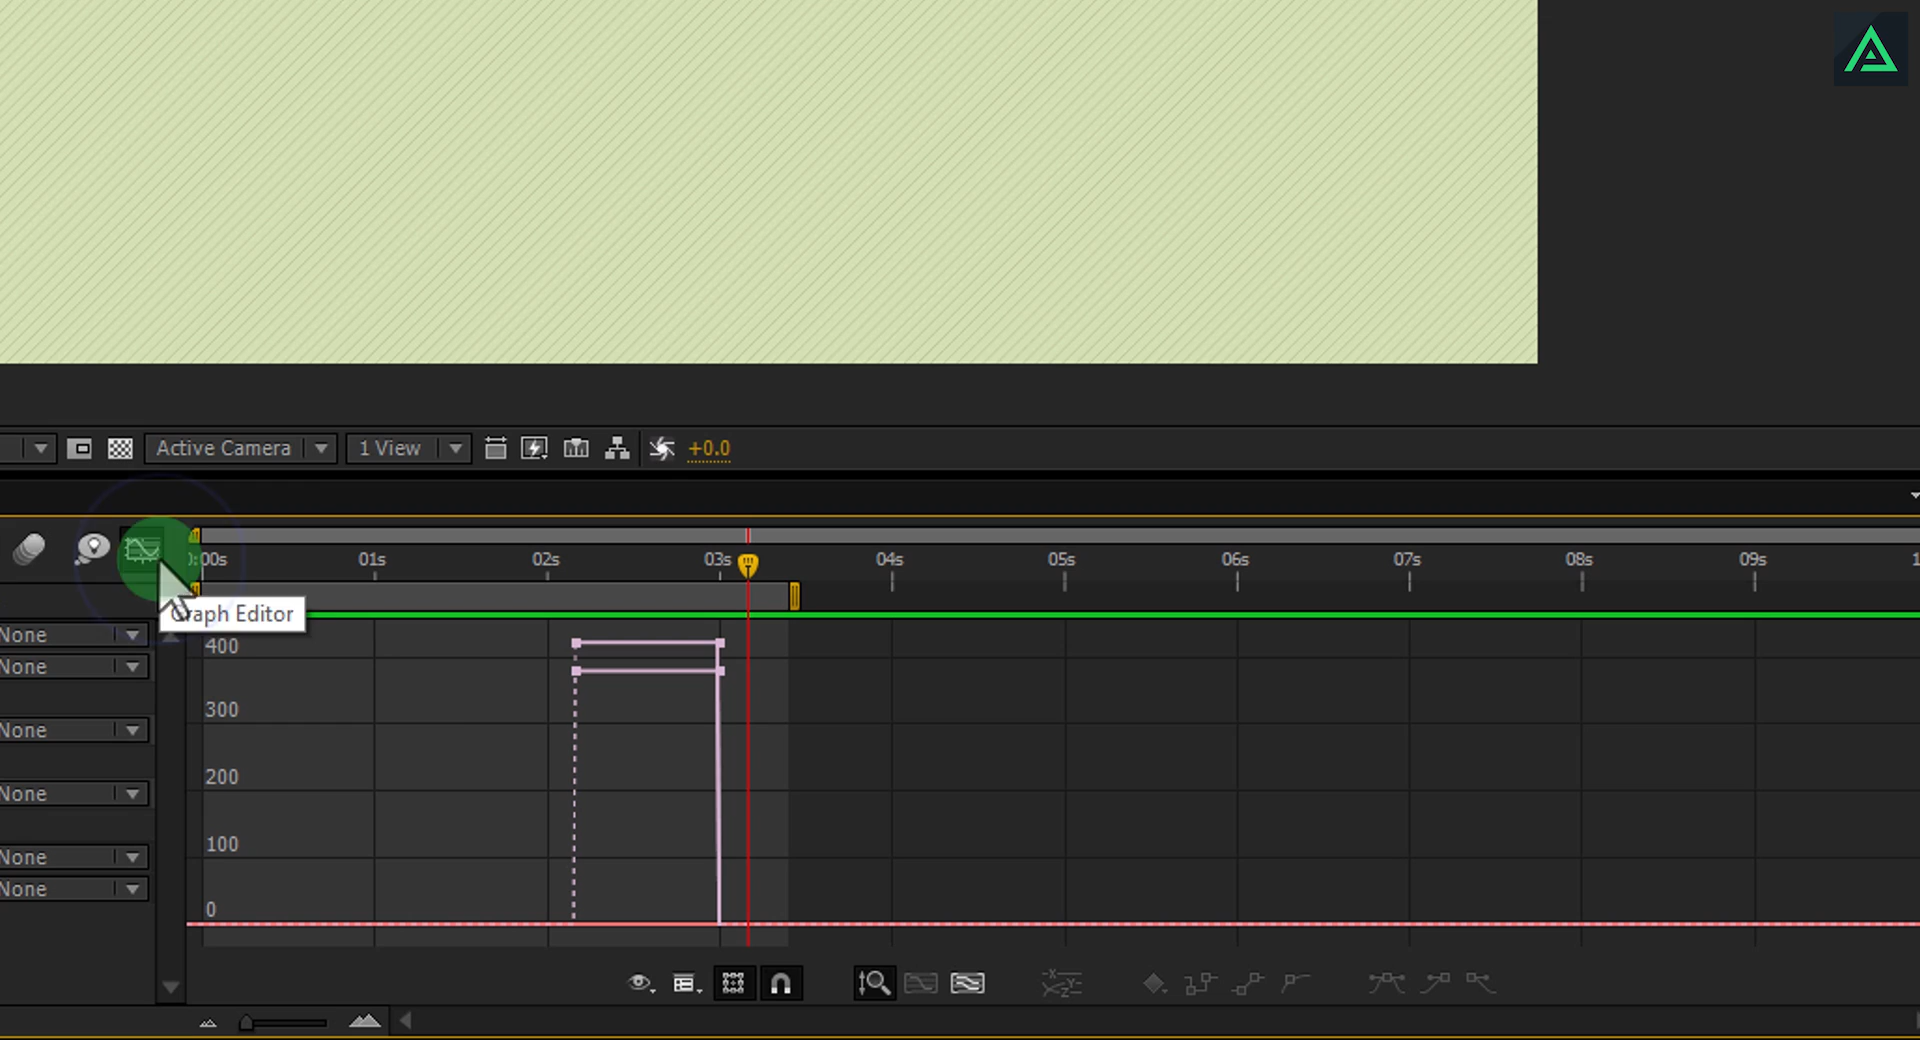 Active Camera
1 View
+0.0
:00s
01s
02s
03s
04s
05s
06s
07s
08s
09s
1
Graph Editor
None
None
None
None
None
None
400
300
200
100
0